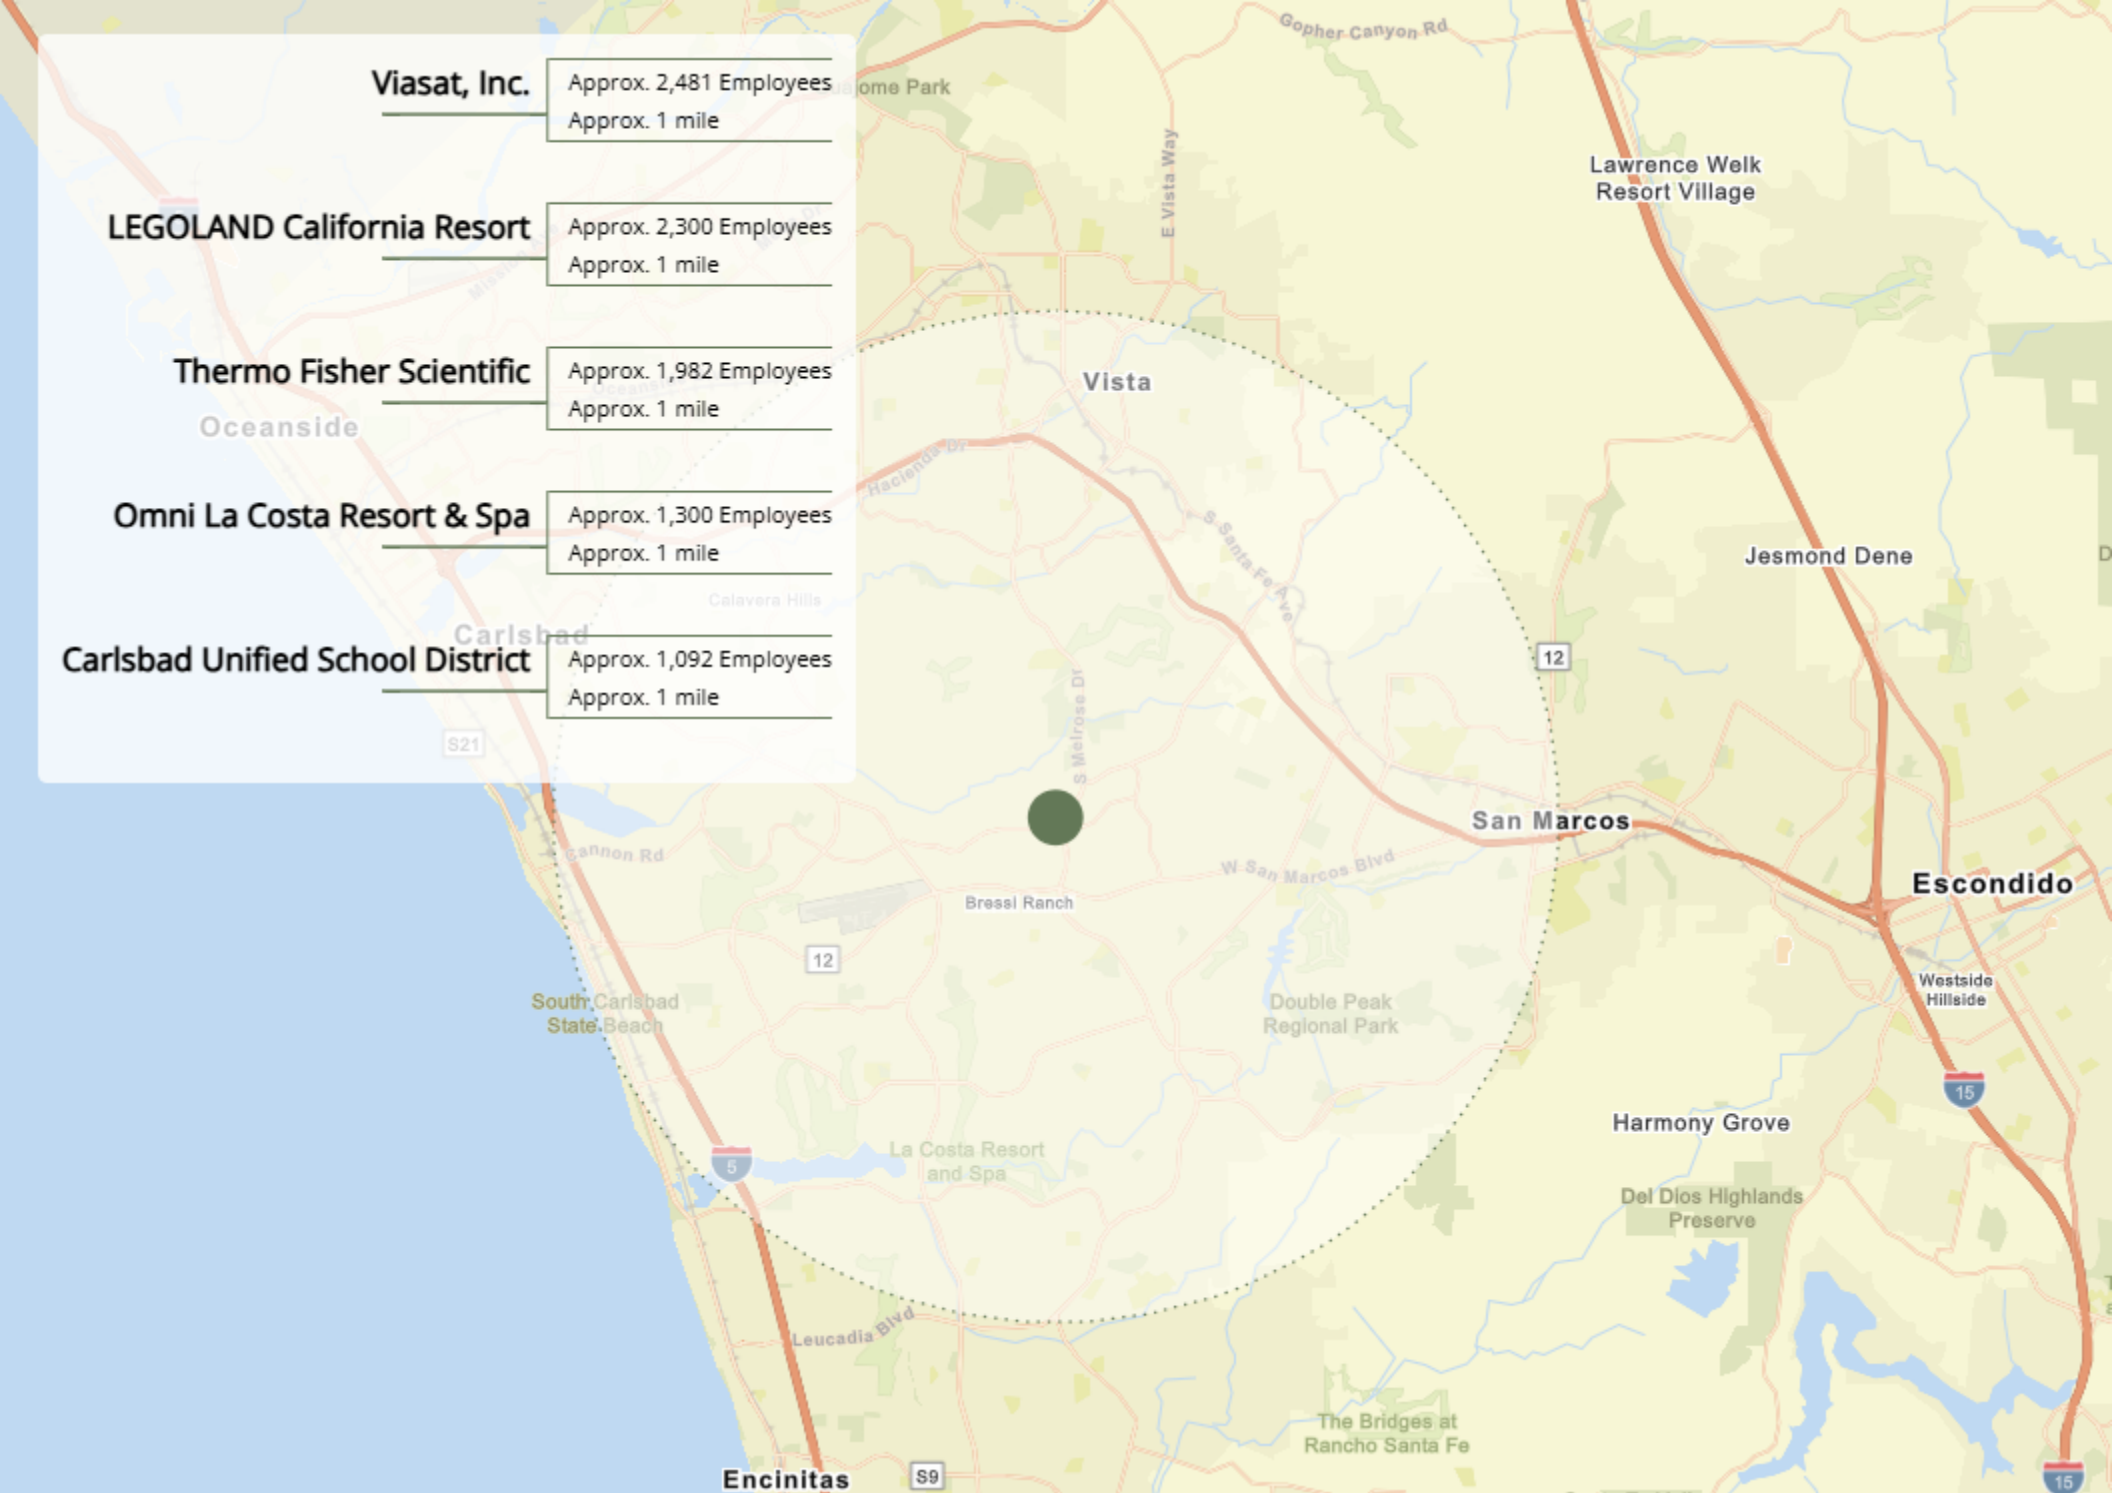 Viasat, Inc.
Approx. 2,481 Employees
Approx. 1 mile
LEGOLAND California Resort
Approx. 2,300 Employees
Approx. 1 mile
Thermo Fisher Scientific
Approx. 1,982 Employees
Approx. 1 mile
Omni La Costa Resort & Spa
Approx. 1,300 Employees
Approx. 1 mile
Carlsbad Unified School District
Approx. 1,092 Employees
Approx. 1 mile
Gopher Canyon Rd
Park
E Vista Way
Lawrence Welk
Resort Village
Mission Ave
Oceanside
Vista
Hacienda Dr
S Santa Fe Ave
Jesmond Dene
Calavera Hills
Carlsbad
12
S21
S Melrose Dr
San Marcos
Cannon Rd
W San Marcos Blvd
Escondido
Bressi Ranch
12
Westside
Hillside
South Carlsbad
State Beach
Double Peak
Regional Park
15
Harmony Grove
La Costa Resort
and Spa
5
Del Dios Highlands
Preserve
Leucadia Blvd
The Bridges at
Rancho Santa Fe
Encinitas
S9
15